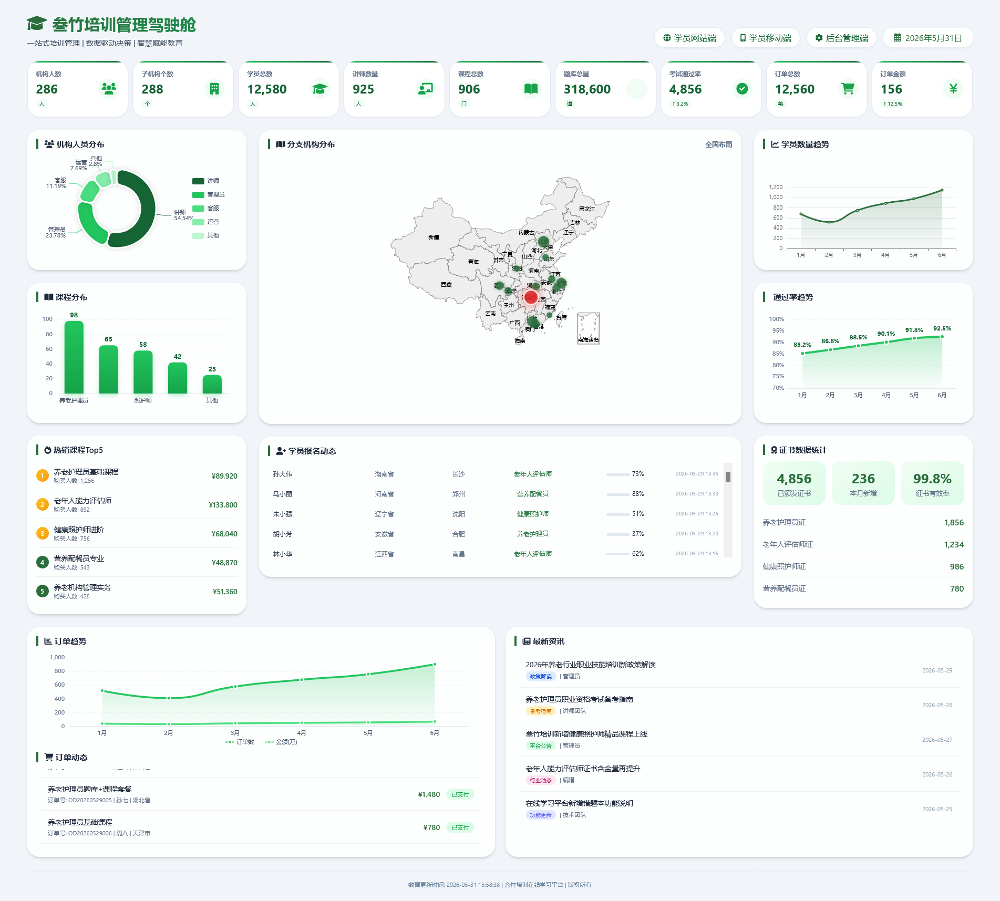 叁竹培训管理驾驶舱
一站式培训管理 | 数据驱动决策 | 智慧赋能教育
学员网站端
学员移动端
后台管理端
2026年5月31日
机构人数
286
人
子机构个数
288
个
学员总数
12,580
人
讲师数量
925
人
课程总数
906
门
题库总量
318,600
道
考试通过率
4,856
↑ 3.2%
订单总数
12,560
笔
订单金额
156
↑ 12.5%
¥
机构人员分布
其他
2.8%
运营
7.69%
客服
11.19%
管理员
23.78%
讲师
54.54%
讲师
管理员
客服
运营
其他
课程分布
100
80
60
40
20
0
98
65
58
42
25
养老护理员
照护师
其他
分支机构分布
全国布局
黑龙江
吉林
辽宁
内蒙古
新疆
北京
天津
河北
山西
山东
宁夏
甘肃
青海
陕西
河南
江苏
安徽
上海
浙江
西藏
四川
重庆
湖北
江西
贵州
福建
云南
广西
广东
台湾
澳门
香港
海南
南海诸岛
学员数量趋势
1,200
1,000
800
600
400
200
0
1月
2月
3月
4月
5月
6月
通过率趋势
100%
95%
90%
85%
80%
75%
70%
85.2%
86.8%
88.5%
90.1%
91.8%
92.5%
1月
2月
3月
4月
5月
6月
热销课程Top5
1
养老护理员基础课程
购买人数: 1,256
¥89,920
2
老年人能力评估师
购买人数: 892
¥133,800
3
健康照护师进阶
购买人数: 756
¥68,040
4
营养配餐员专业
购买人数: 543
¥48,870
5
养老机构管理实务
购买人数: 428
¥51,360
学员报名动态
孙大伟 湖南省 长沙 老年人评估师 73% 2026-05-29 13:35
马小丽 河南省 郑州 营养配餐员 88% 2026-05-29 13:30
朱小强 辽宁省 沈阳 健康照护师 51% 2026-05-29 13:25
胡小芳 安徽省 合肥 养老护理员 37% 2026-05-29 13:20
林小华 江西省 南昌 老年人评估师 62% 2026-05-29 13:15
证书数据统计
4,856
已颁发证书
236
本月新增
99.8%
证书有效率
养老护理员证 1,856
老年人评估师证 1,234
健康照护师证 986
营养配餐员证 780
订单趋势
1,000
800
600
400
200
0
1月
2月
3月
4月
5月
6月
订单数
金额(万)
订单动态
养老护理员题库+课程套餐
订单号: OD20260529005 | 孙七 | 湖北省
¥1,480
已支付
养老护理员基础课程
订单号: OD20260529006 | 周八 | 天津市
¥780
已支付
最新资讯
2026年养老行业职业技能培训新政策解读
政策解读 | 管理员
2026-05-29
养老护理员职业资格考试备考指南
备考指南 | 讲师团队
2026-05-28
叁竹培训新增健康照护师精品课程上线
平台公告 | 管理员
2026-05-27
老年人能力评估师证书含金量再提升
行业动态 | 编辑
2026-05-26
在线学习平台新增错题本功能说明
功能更新 | 技术团队
2026-05-25
数据更新时间: 2026-05-31 15:58:38 | 叁竹培训在线学习平台 | 版权所有